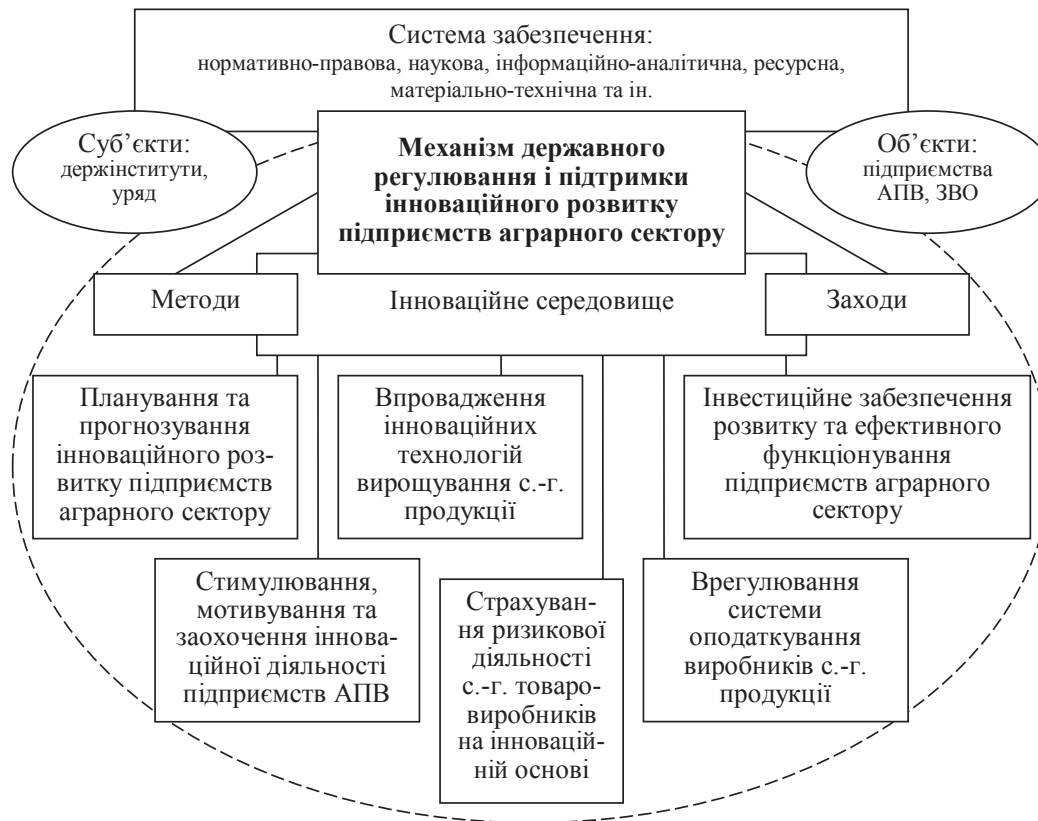 Система забезпечення:
нормативно-правова, наукова, інформаційно-аналітична, ресурсна,
матеріально-технічна та ін.
Суб’єкти:
держінститути,
уряд
Механізм державного
регулювання і підтримки
інноваційного розвитку
підприємств аграрного сектору
Об’єкти:
підприємства
АПВ, ЗВО
Методи
Інноваційне середовище
Заходи
Планування та
прогнозування
інноваційного роз-
витку підприємств
аграрного сектору
Впровадження
інноваційних
технологій
вирощування с.-г.
продукції
Інвестиційне забезпечення
розвитку та ефективного
функціонування
підприємств аграрного
сектору
Стимулювання,
мотивування та
заохочення іннова-
ційної діяльності
підприємств АПВ
Страхуван-
ня ризикової
діяльності
с.-г. товаро-
виробників
на інновацій-
ній основі
Врегулювання
системи
оподаткування
виробників с.-г.
продукції